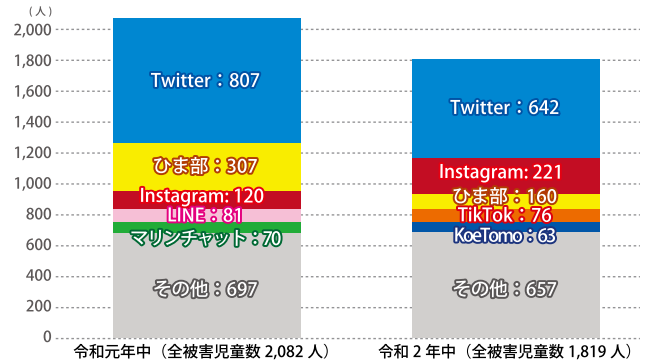 （人）
2,000
1,800
1,600
1,400
1,200
1,000
800
600
400
200
0
Twitter：807
ひま部：307
Instagram: 120
LINE：81
マリンチャット：70
その他：697
Twitter：642
Instagram: 221
ひま部：160
TikTok：76
KoeTomo：63
その他：657
令和元年中（全被害児童数 2,082 人）
令和 2 年中（全被害児童数 1,819 人）